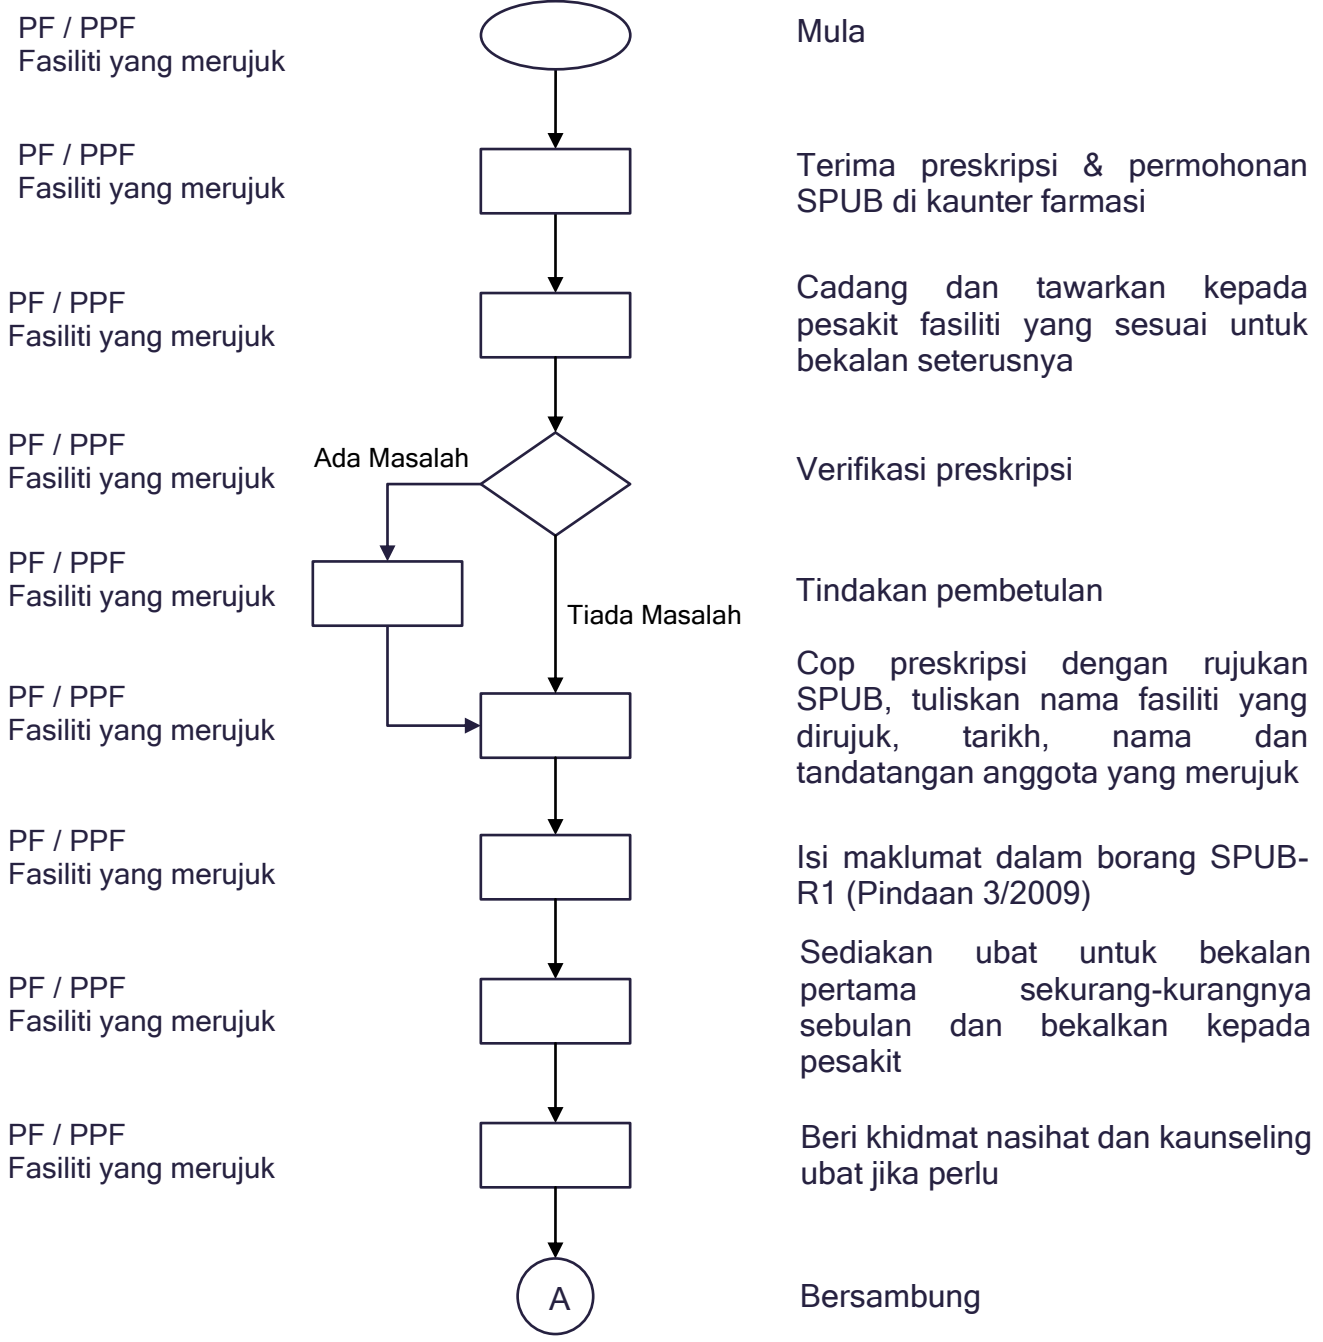 PF / PPF
Fasiliti yang merujuk
Mula
PF / PPF
Fasiliti yang merujuk
Terima preskripsi & permohonan
SPUB di kaunter farmasi
PF / PPF
Fasiliti yang merujuk
Cadang dan tawarkan kepada
pesakit fasiliti yang sesuai untuk
bekalan seterusnya
PF / PPF
Fasiliti yang merujuk
Ada Masalah
Verifikasi preskripsi
PF / PPF
Fasiliti yang merujuk
Tiada Masalah
Tindakan pembetulan
PF / PPF
Fasiliti yang merujuk
Cop preskripsi dengan rujukan
SPUB, tuliskan nama fasiliti yang
dirujuk, tarikh, nama dan
tandatangan anggota yang merujuk
PF / PPF
Fasiliti yang merujuk
Isi maklumat dalam borang SPUB-
R1 (Pindaan 3/2009)
PF / PPF
Fasiliti yang merujuk
Sediakan ubat untuk bekalan
pertama sekurang-kurangnya
sebulan dan bekalkan kepada
pesakit
PF / PPF
Fasiliti yang merujuk
Beri khidmat nasihat dan kaunseling
ubat jika perlu
A
Bersambung